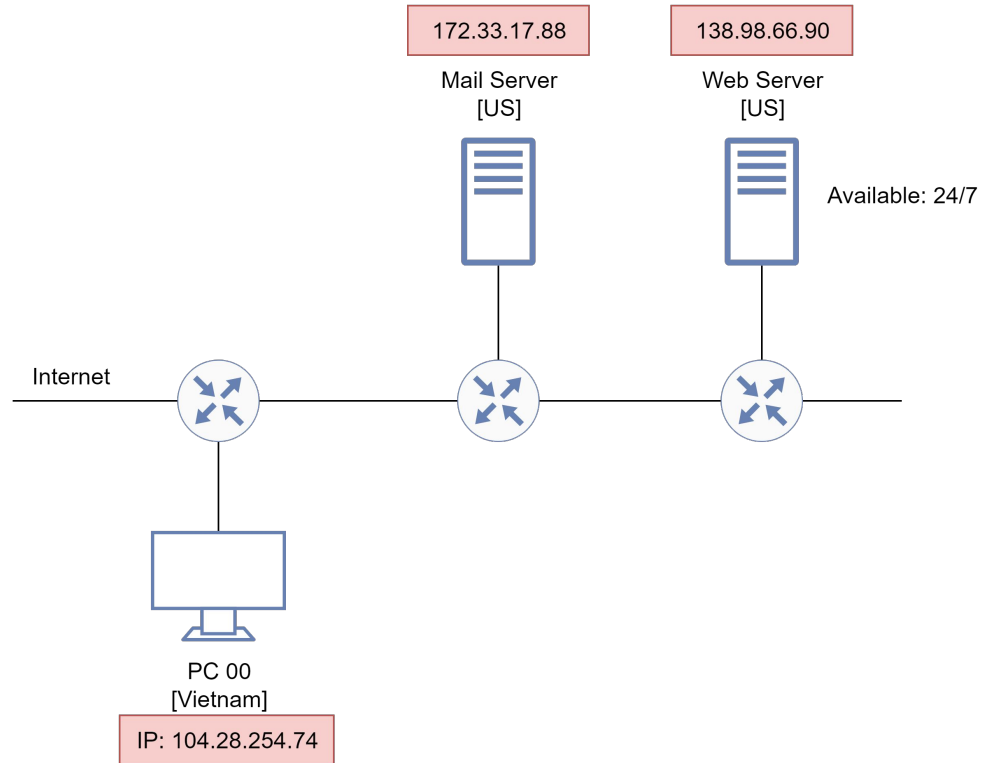 172.33.17.88
138.98.66.90
Mail Server
[US]
Web Server
[US]
Available: 24/7
Internet
PC 00
[Vietnam]
IP: 104.28.254.74